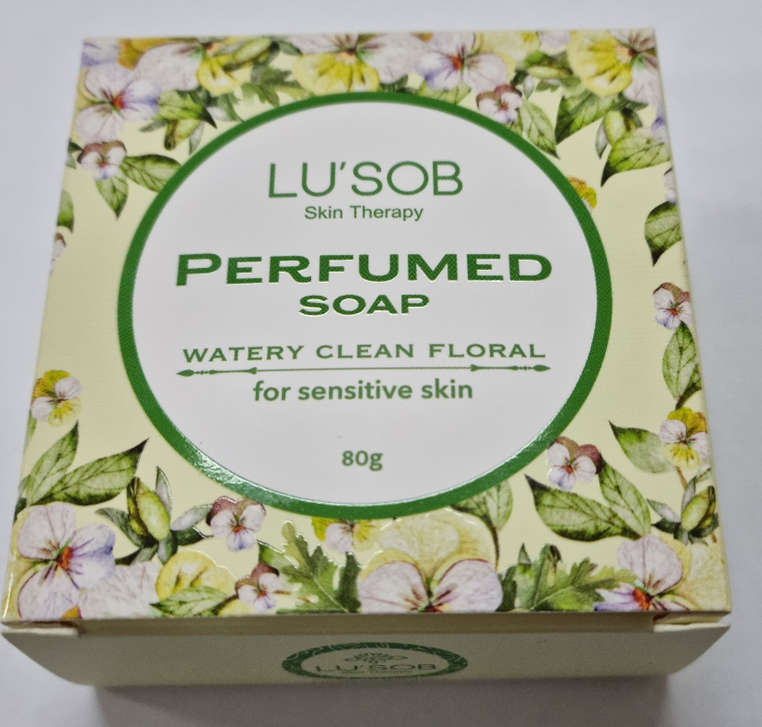 LU'SOB
Skin Therapy
PERFUMED
SOAP
WATERY CLEAN FLORAL
for sensitive skin
80g
LU'SOB